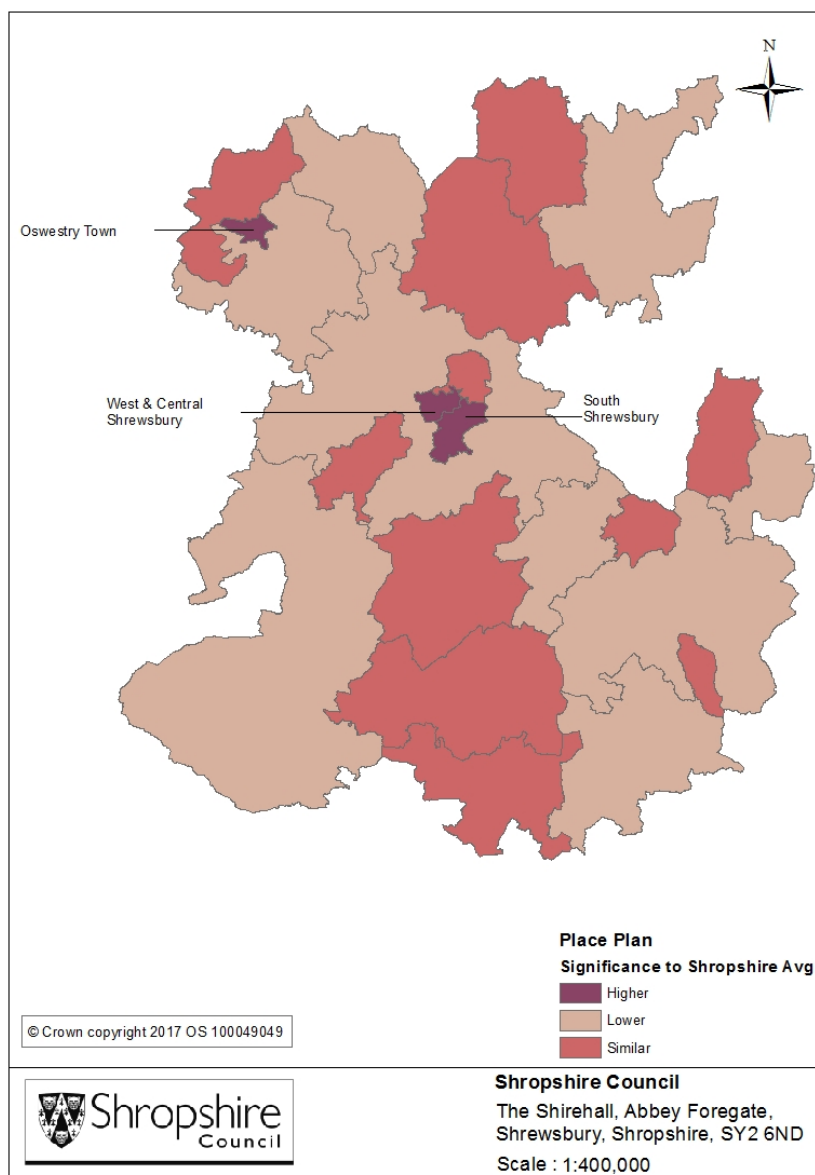 N
Oswestry Town
West & Central
Shrewsbury
South
Shrewsbury
Place Plan
Significance to Shropshire Avg
Higher
Lower
Similar
© Crown copyright 2017 OS 100049049
Shropshire
Council
Shropshire Council
The Shirehall, Abbey Foregate,
Shrewsbury, Shropshire, SY2 6ND
Scale : 1:400,000